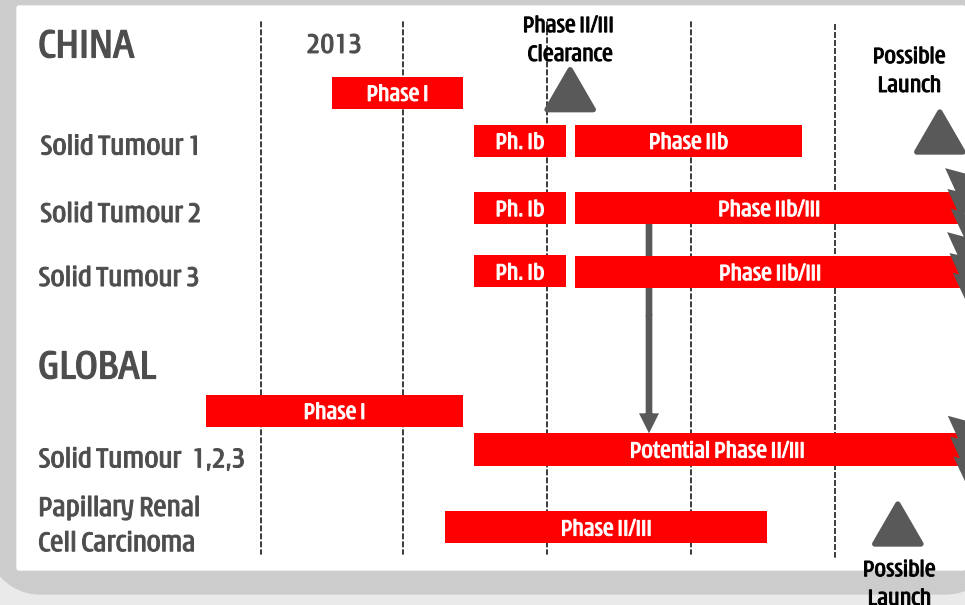 CHINA
2013
Phase II/III
Clearance
Possible
Launch
Phase I
Solid Tumour 1
Ph. Ib
Phase IIb
Solid Tumour 2
Ph. Ib
Phase IIb/III
Solid Tumour 3
Ph. Ib
Phase IIb/III
GLOBAL
Phase I
Solid Tumour 1,2,3
Potential Phase II/III
Papillary Renal
Cell Carcinoma
Phase II/III
Possible
Launch